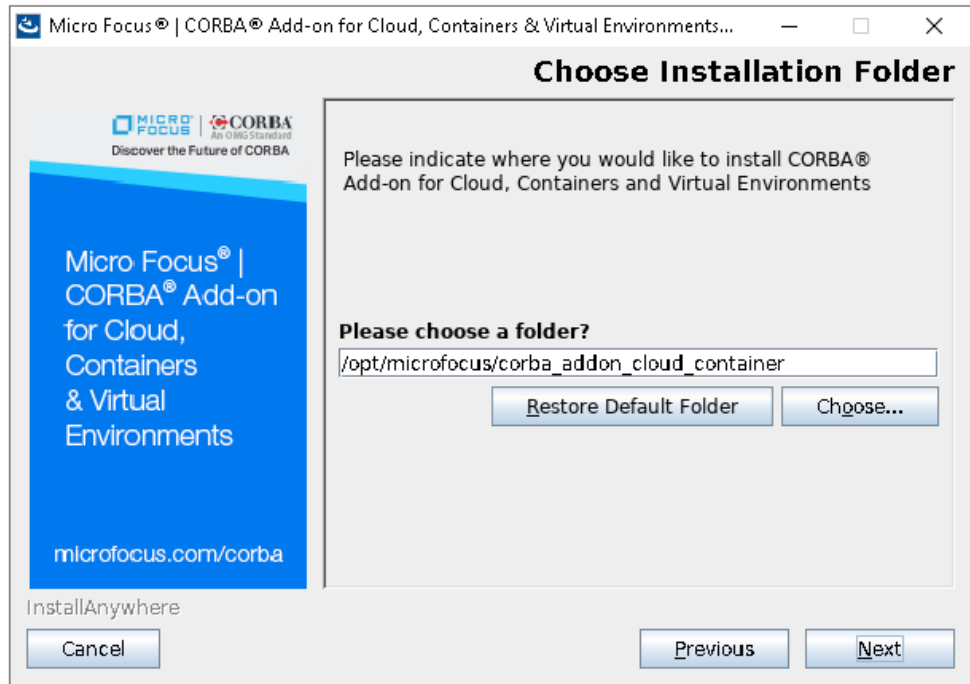 Micro Focus® | CORBA® Add-on for Cloud, Containers & Virtual Environments...
Choose Installation Folder
MICRO FOCUS | CORBA
An OMG Standard
Discover the Future of CORBA
Micro Focus® |
CORBA® Add-on
for Cloud,
Containers
& Virtual
Environments
microfocus.com/corba
Please indicate where you would like to install CORBA®
Add-on for Cloud, Containers and Virtual Environments
Please choose a folder?
/opt/microfocus/corba_addon_cloud_container
Restore Default Folder
Choose...
InstallAnywhere
Cancel
Previous
Next